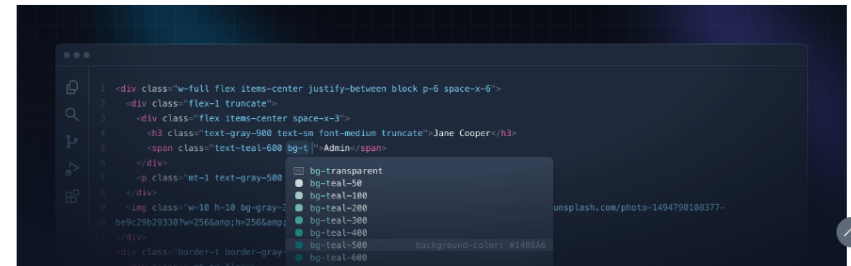 1 <div class="w-full flex items-center justify-between block p-6 space-x-6">
2 <div class="flex-1 truncate">
3 <div class="flex items-center space-x-3">
4 <h3 class="text-gray-900 text-sm font-medium truncate">Jane Cooper</h3>
5 <span class="text-teal-600 bg-t">Admin</span>
6 </div>
7 <p class="mt-1 text-gray-500
8 </div>
9 <img class="w-10 h-10 bg-gray-3 unsplash.com/photo-1494790108377-
10 be9c29b29330?w=256&amp;h=256&amp;
11 </div>
12 <div class="border-t border-gray-
bg-transparent
bg-teal-50
bg-teal-100
bg-teal-200
bg-teal-300
bg-teal-400
bg-teal-500 background-color: #14B8A6
bg-teal-600